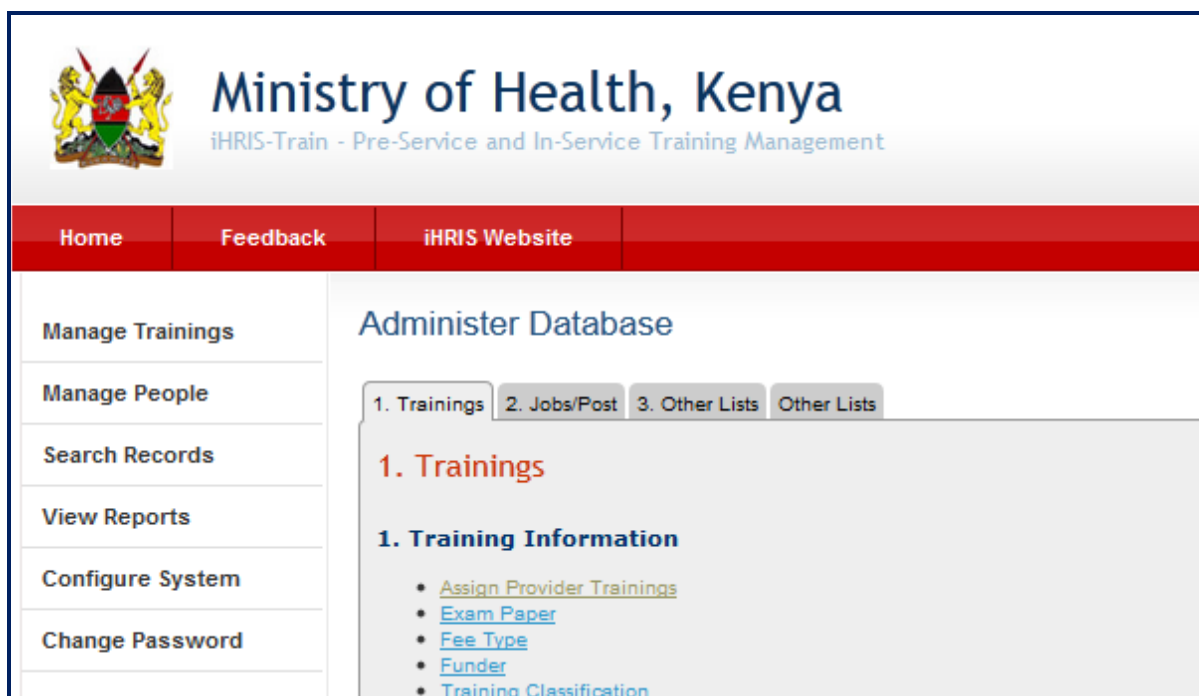 Ministry of Health, Kenya
iHRIS-Train - Pre-Service and In-Service Training Management
Home Feedback iHRIS Website
Manage Trainings
Manage People
Search Records
View Reports
Configure System
Change Password
Administer Database
1. Trainings 2. Jobs/Post 3. Other Lists Other Lists
1. Trainings
1. Training Information
Assign Provider Trainings
Exam Paper
Fee Type
Funder
Training Classification